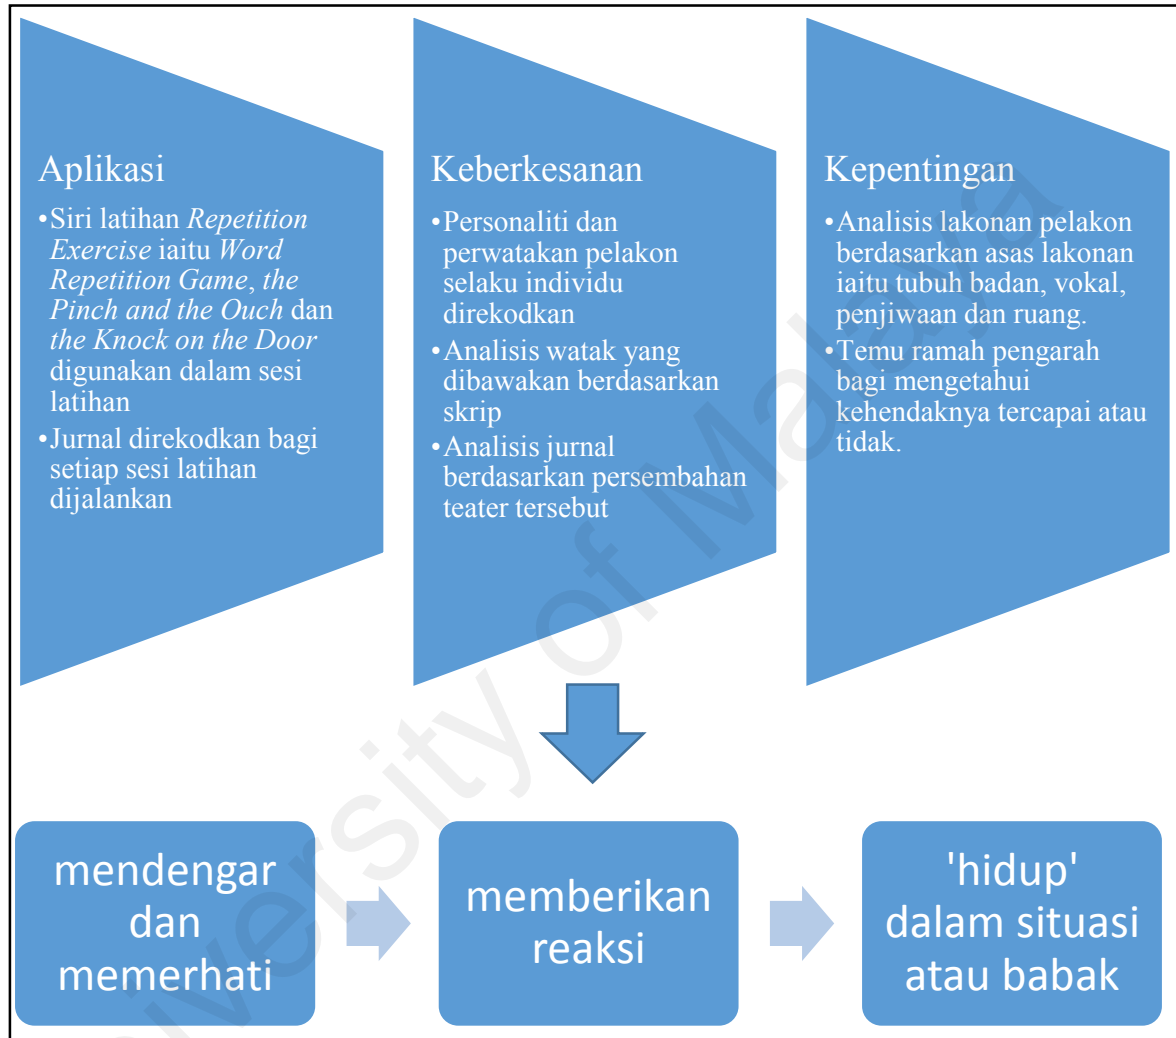 Aplikasi
•Siri latihan Repetition
Exercise iaitu Word
Repetition Game, the
Pinch and the Ouch dan
the Knock on the Door
digunakan dalam sesi
latihan
•Jurnal direkodkan bagi
setiap sesi latihan
dijalankan
Keberkesanan
•Personaliti dan
perwatakan pelakon
selaku individu
direkodkan
•Analisis watak yang
dibawakan berdasarkan
skrip
•Analisis jurnal
berdasarkan persembahan
teater tersebut
Kepentingan
•Analisis lakonan pelakon
berdasarkan asas lakonan
iaitu tubuh badan, vokal,
penjiwaan dan ruang.
•Temu ramah pengarah
bagi mengetahui
kehendaknya tercapai atau
tidak.
mendengar
dan
memerhati
memberikan
reaksi
'hidup'
dalam situasi
atau babak
iversity of Malaya